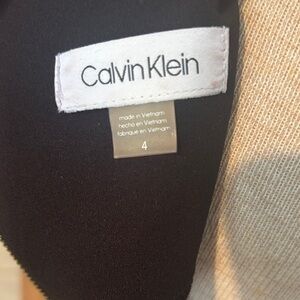 Calvin Klein
made in Vietnam
hecho en Vietnam
fabriqué en Vietnam
4